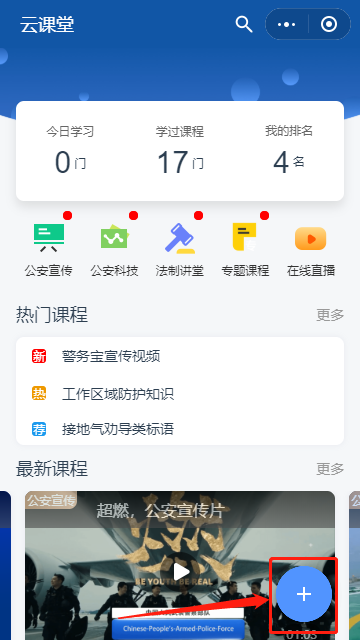 云课堂
今日学习
学过课程
我的排名
0门
17门
4名
公安宣传
公安科技
法制讲堂
专题课程
在线直播
热门课程
更多
新 警务宝宣传视频
热 工作区域防护知识
荐 接地气劝导类标语
最新课程
更多
公安宣传
超燃，公安宣传片
BE YOUTH BE REAL
Chinese-People's-Armed-Police-Force
+
01:03